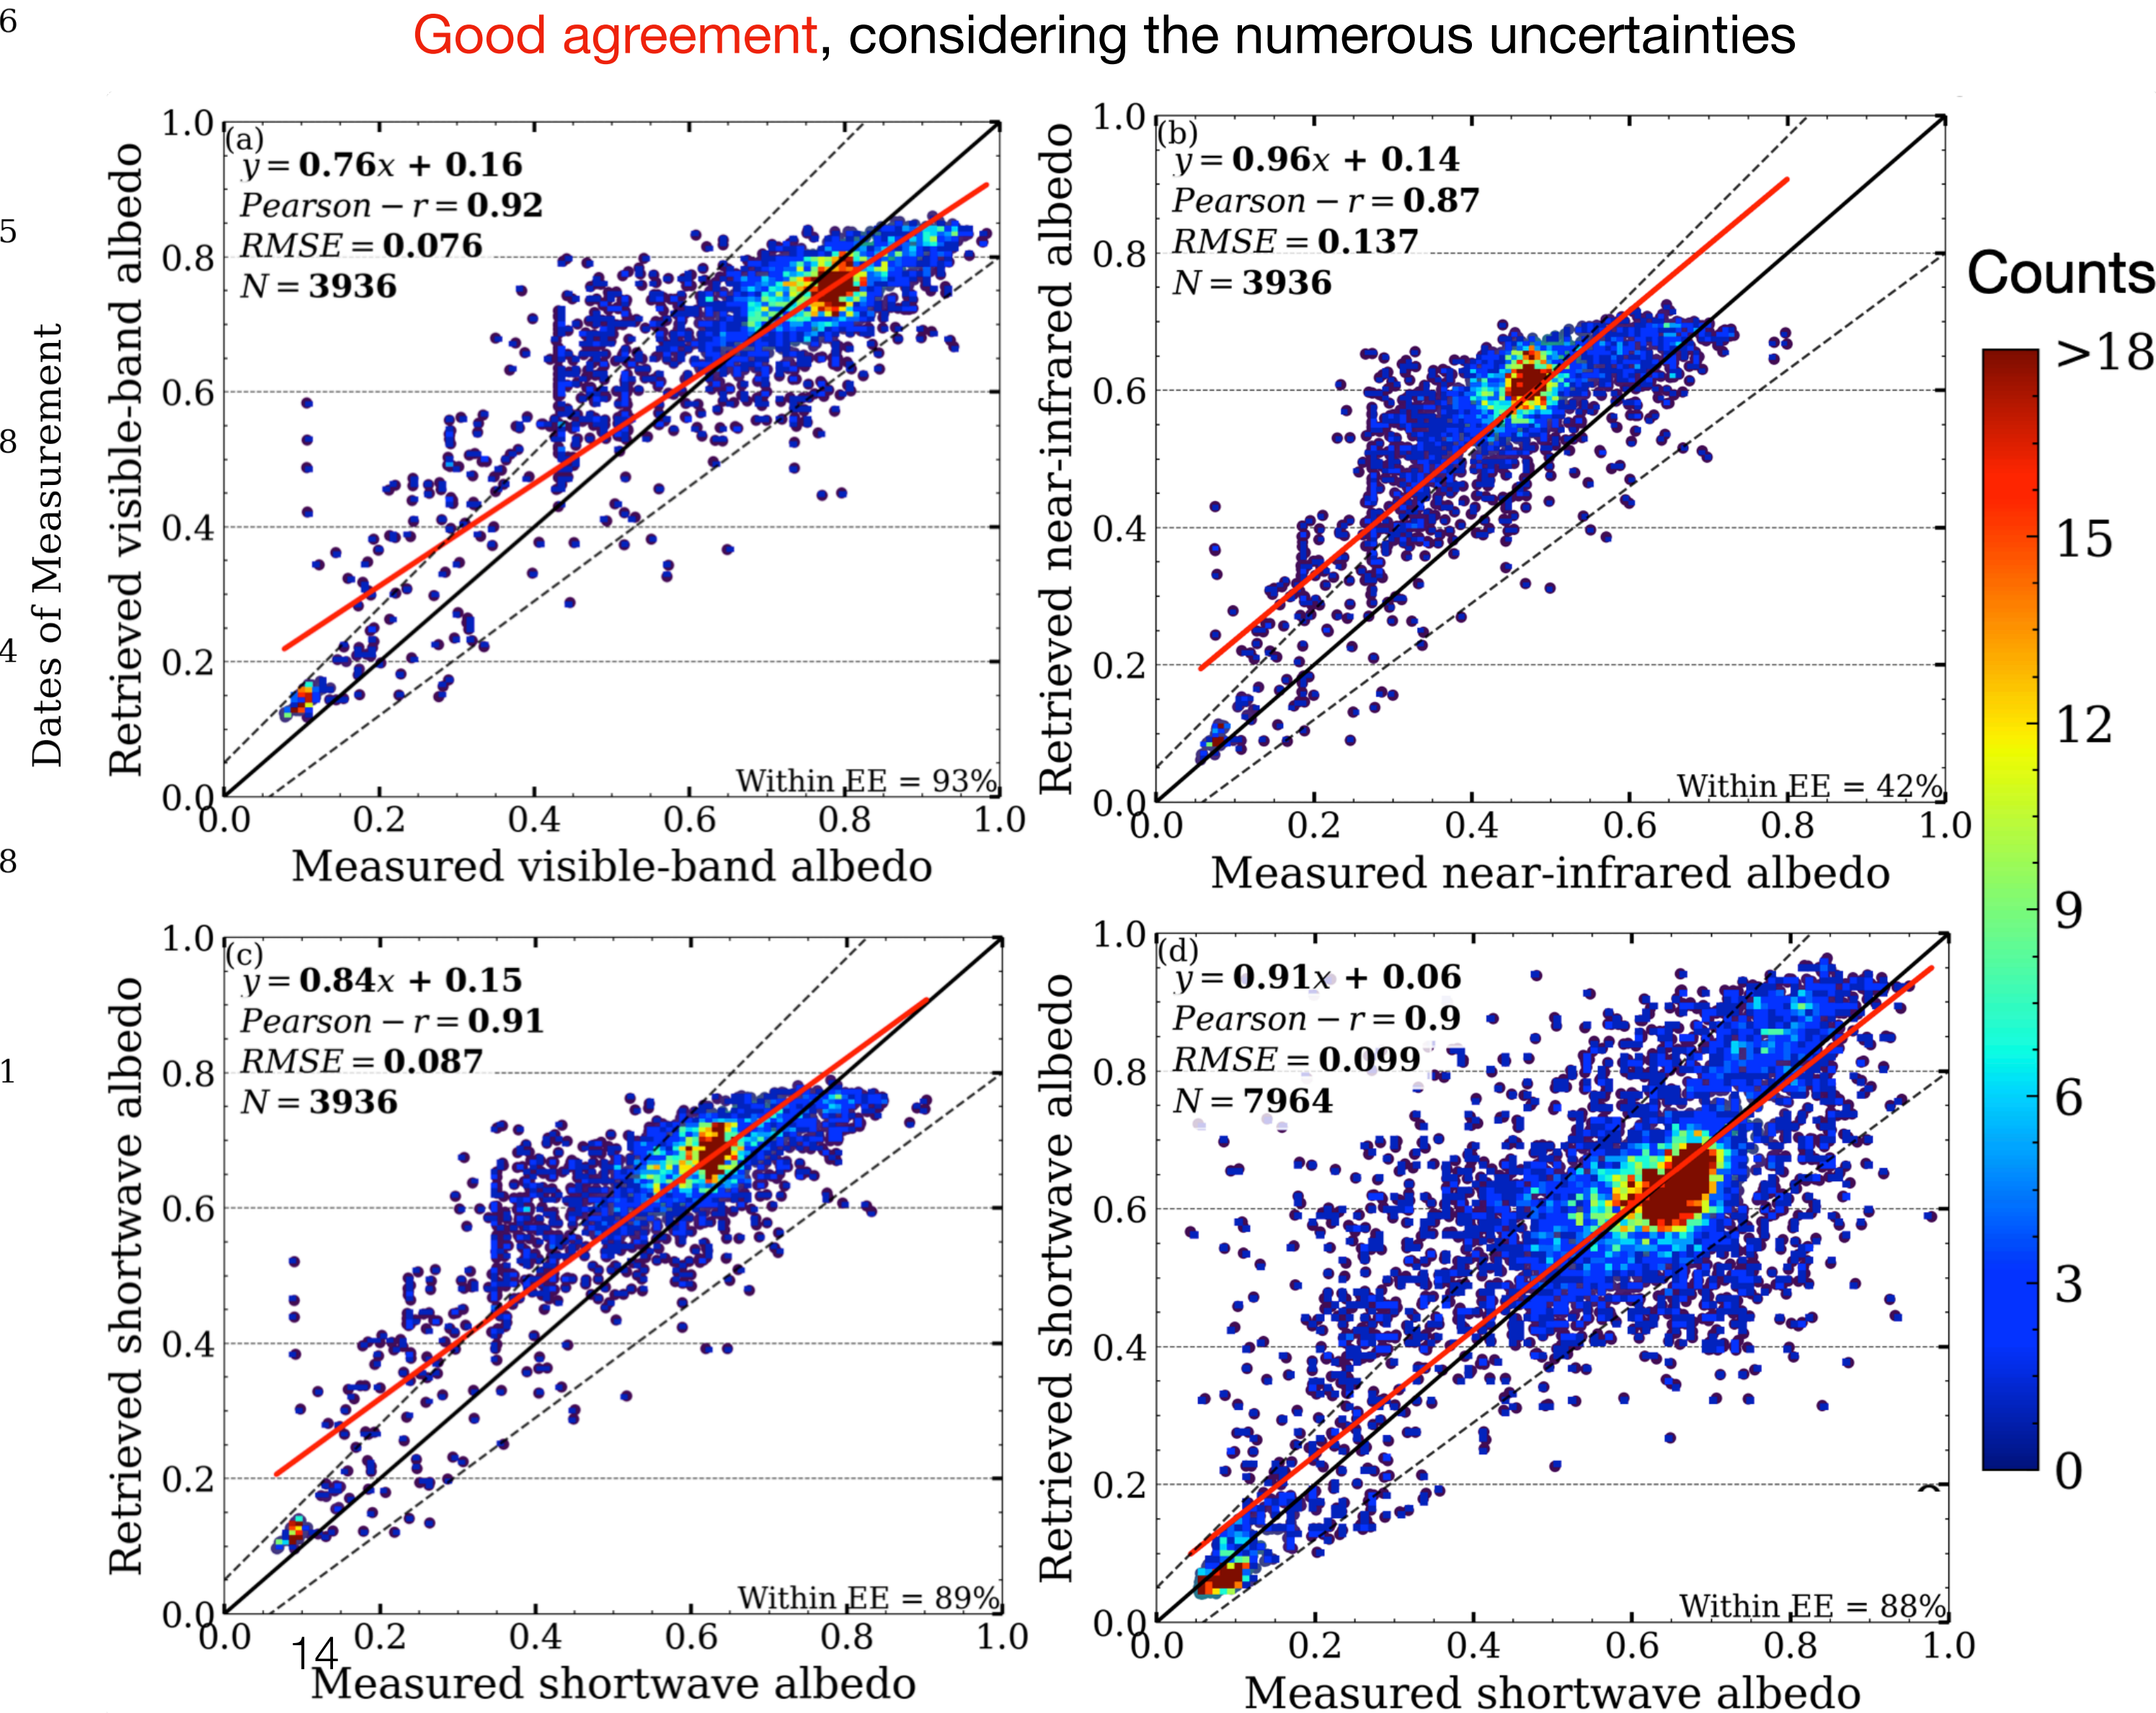 Good agreement, considering the numerous uncertainties
6
5
8
4
8
1
Dates of Measurement
(a)
y = 0.76x + 0.16
Pearson − r = 0.92
RMSE = 0.076
N = 3936
Within EE = 93%
Retrieved visible-band albedo
1.0
0.8
0.6
0.4
0.2
0.0
0.0 0.2 0.4 0.6 0.8 1.0
Measured visible-band albedo
(b)
y = 0.96x + 0.14
Pearson − r = 0.87
RMSE = 0.137
N = 3936
Within EE = 42%
Retrieved near-infrared albedo
1.0
0.8
0.6
0.4
0.2
0.0
0.0 0.2 0.4 0.6 0.8 1.0
Measured near-infrared albedo
(c)
y = 0.84x + 0.15
Pearson − r = 0.91
RMSE = 0.087
N = 3936
Within EE = 89%
Retrieved shortwave albedo
1.0
0.8
0.6
0.4
0.2
0.0
0.0 0.2 0.4 0.6 0.8 1.0
14
Measured shortwave albedo
(d)
y = 0.91x + 0.06
Pearson − r = 0.9
RMSE = 0.099
N = 7964
Within EE = 88%
Retrieved shortwave albedo
1.0
0.8
0.6
0.4
0.2
0.0
0.0 0.2 0.4 0.6 0.8 1.0
Measured shortwave albedo
Counts
>18
15
12
9
6
3
0